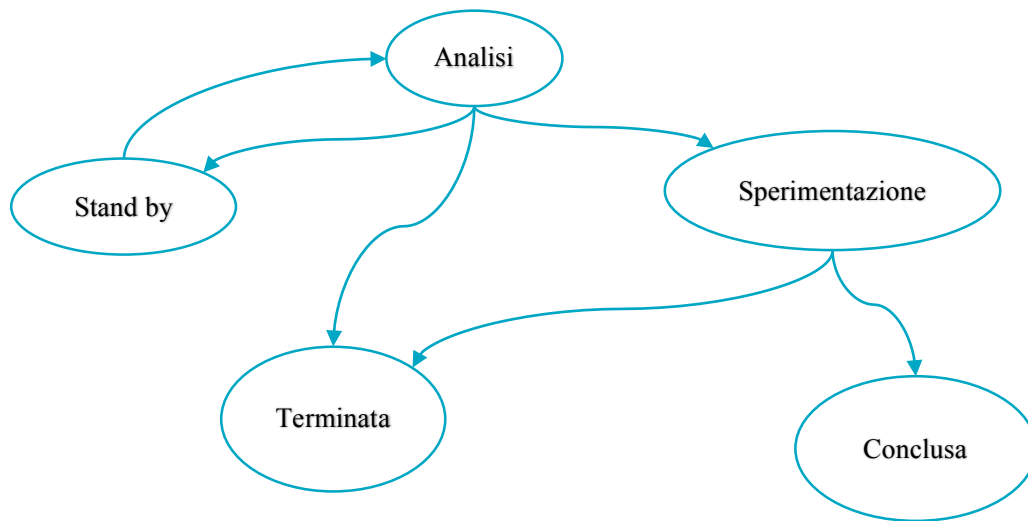 Analisi
Stand by
Sperimentazione
Terminata
Conclusa